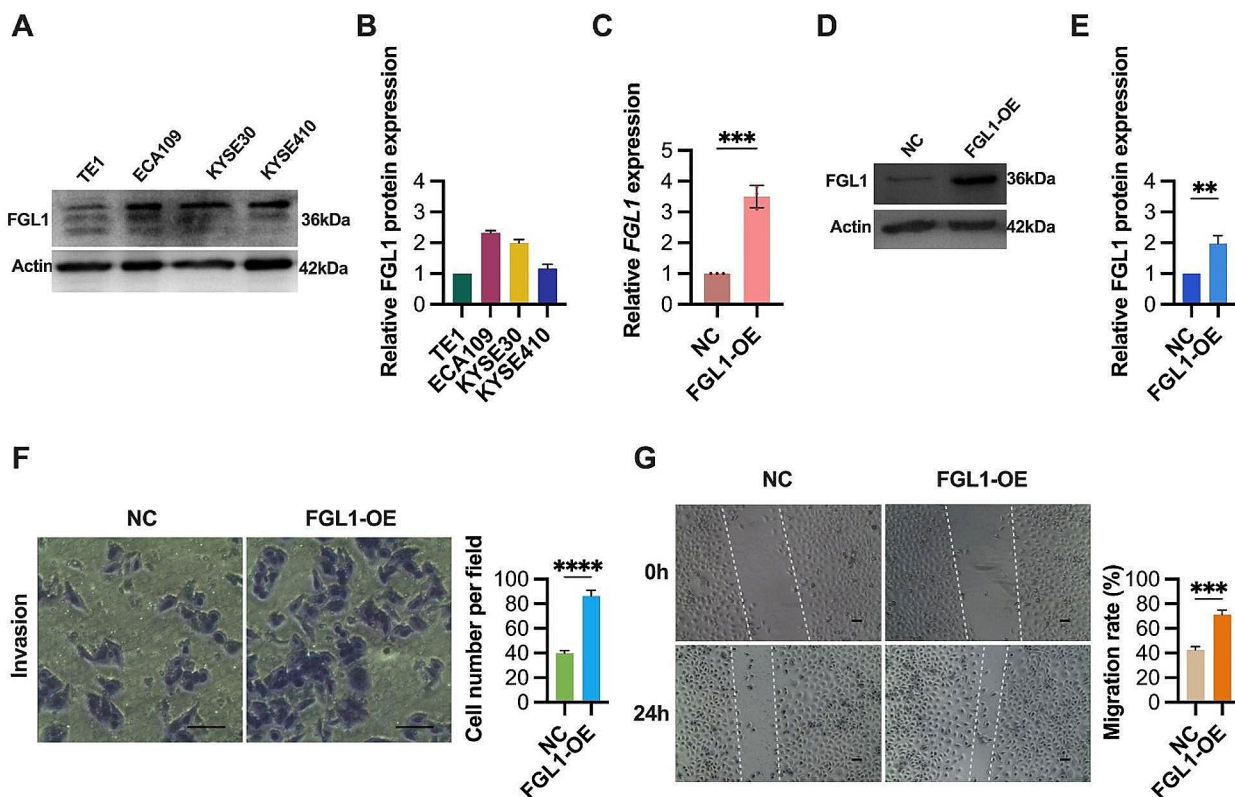 A
TE1
ECA109
KYSE30
KYSE410
FGL1
36kDa
Actin
42kDa
B
Relative FGL1 protein expression
4
3
2
1
0
TE1
ECA109
KYSE30
KYSE410
C
Relative FGL1 expression
5
4
3
2
1
0
***
NC
FGL1-OE
D
NC
FGL1-OE
FGL1
36kDa
Actin
42kDa
E
Relative FGL1 protein expression
4
3
2
1
0
**
NC
FGL1-OE
F
NC
FGL1-OE
Invasion
Cell number per field
100
80
60
40
20
0
****
NC
FGL1-OE
G
NC
FGL1-OE
0h
24h
Migration rate (%)
100
80
60
40
20
0
***
NC
FGL1-OE